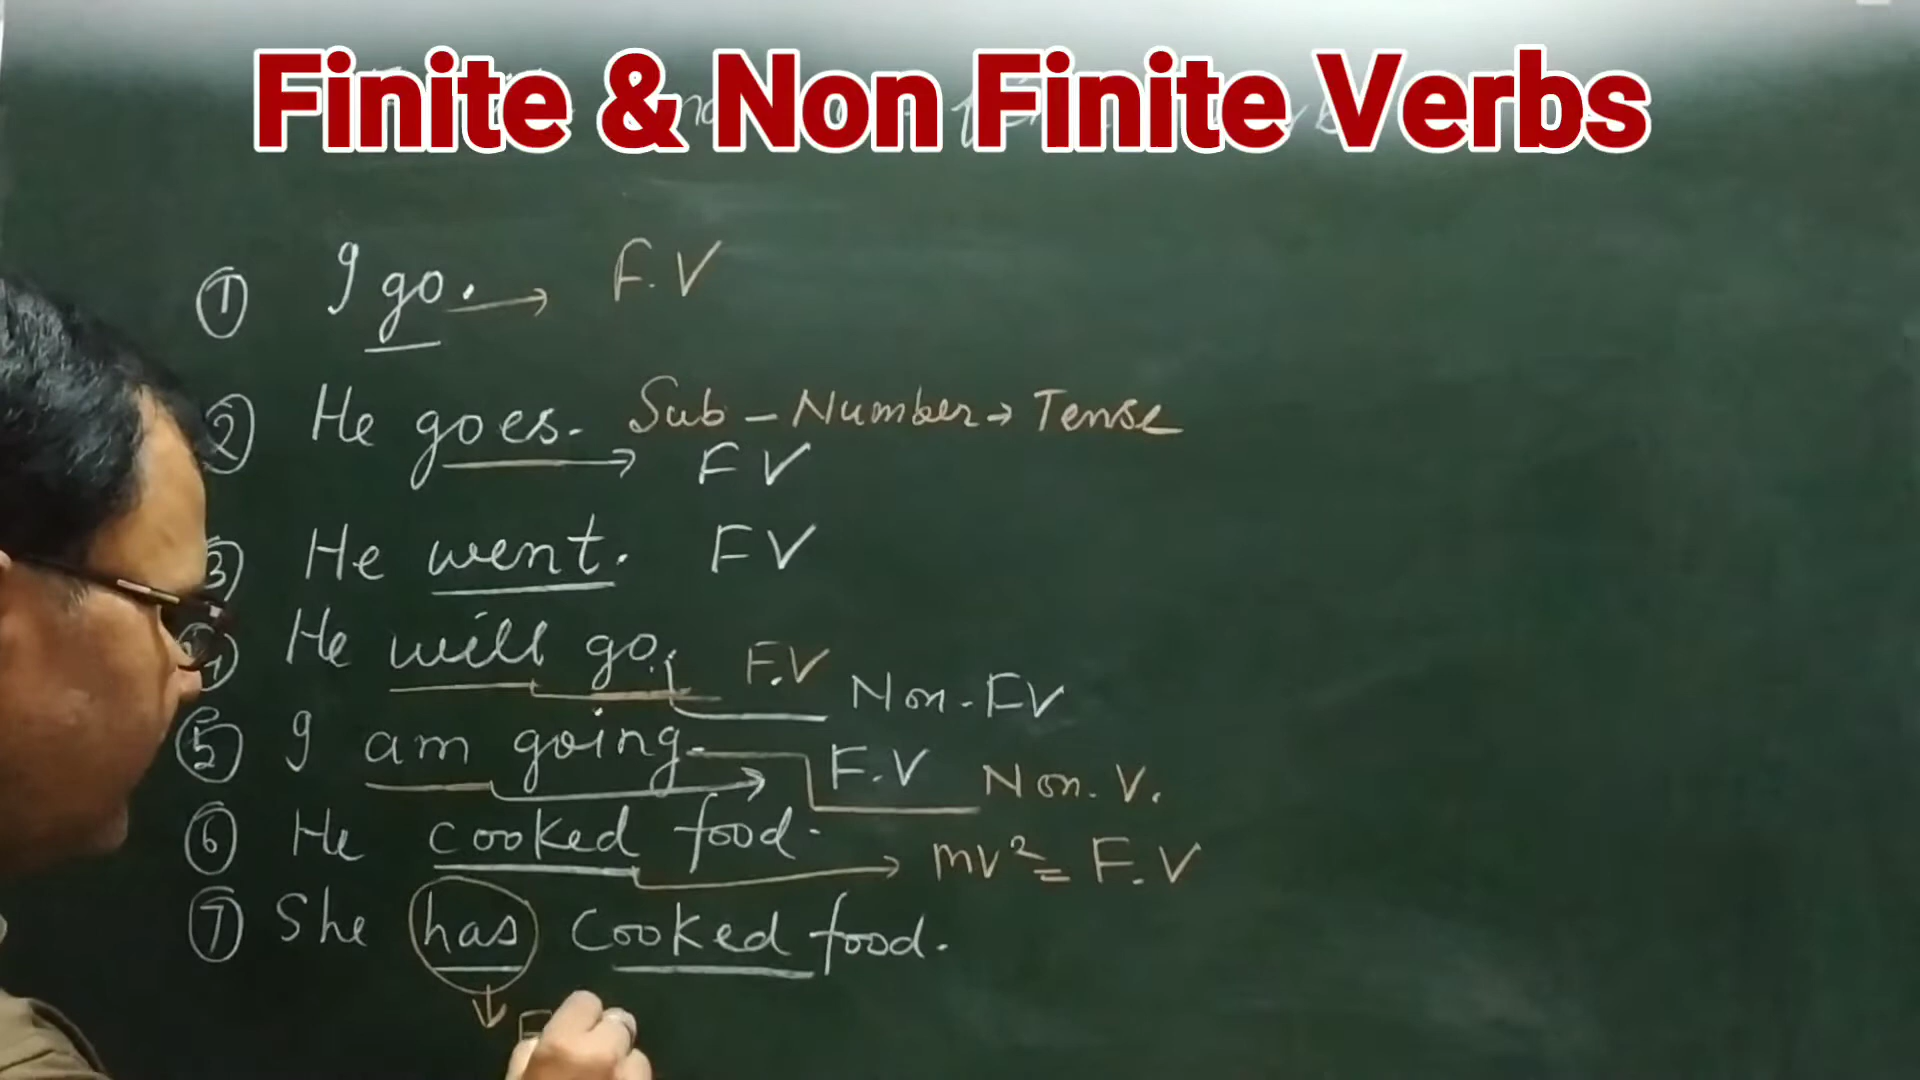 Finite & Non Finite Verbs
① I go. → F.V
② He goes. Sub - Number → Tense
→ F V
③ He went. F V
He will go. F.V Non-FV
⑤ I am going. F.V Non. V.
⑥ He cooked food. → mv² = F.V
⑦ She has cooked food.